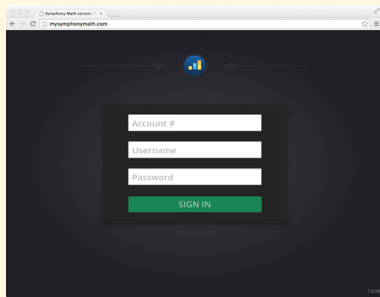 Symphony Math version
mysymphonymath.com
Account #
Username
Password
SIGN IN